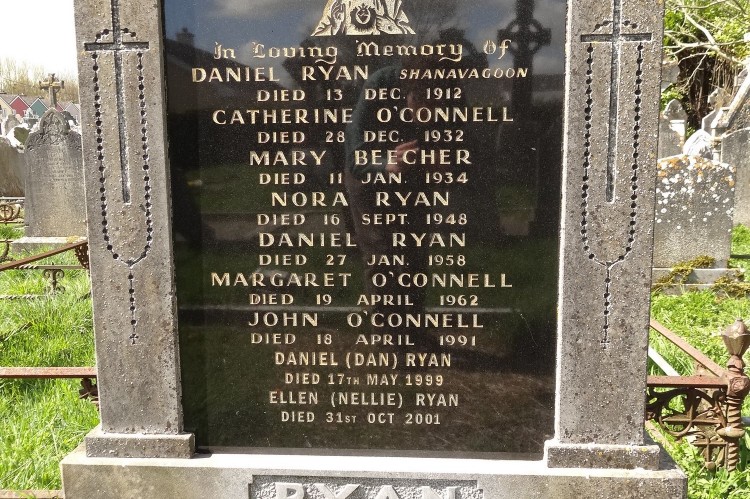 In Loving Memory Of
DANIEL RYAN SHANAVAGOON
DIED 13 DEC. 1912
CATHERINE O'CONNELL
DIED 28 DEC. 1932
MARY BEECHER
DIED 11 JAN. 1934
NORA RYAN
DIED 16 SEPT. 1948
DANIEL RYAN
DIED 27 JAN. 1958
MARGARET O'CONNELL
DIED 19 APRIL 1962
JOHN O'CONNELL
DIED 18 APRIL 1991
DANIEL (DAN) RYAN
DIED 17TH MAY 1999
ELLEN (NELLIE) RYAN
DIED 31ST OCT 2001
RYAN